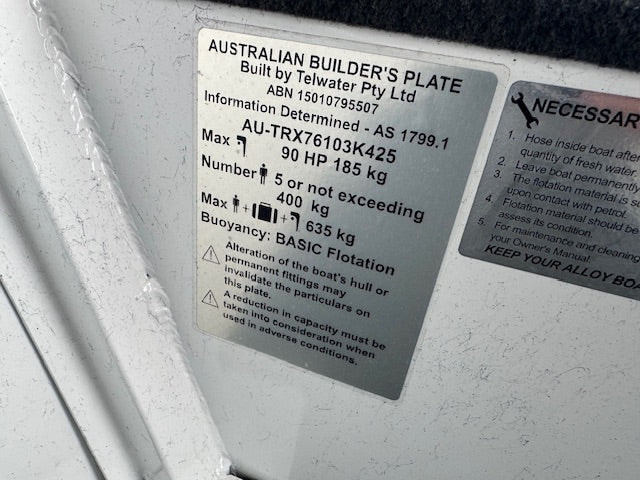 AUSTRALIAN BUILDER'S PLATE
Built by Telwater Pty Ltd
ABN 15010795507
Information Determined - AS 1799.1
AU-TRX76103K425
Max 90 HP 185 kg
Number 5 or not exceeding
400 kg
Max + + 635 kg
Buoyancy: BASIC Flotation
Alteration of the boat's hull or
permanent fittings may
invalidate the particulars on
this plate.
A reduction in capacity must be
taken into consideration when
used in adverse conditions.
1. Hose inside boat after
quantity of fresh water.
2. Leave boat permanently
3. The flotation material is
upon contact with petrol.
4. Flotation material should be
assess its condition.
5. For maintenance and cleaning
your Owner's Manual.
KEEP YOUR ALLOY